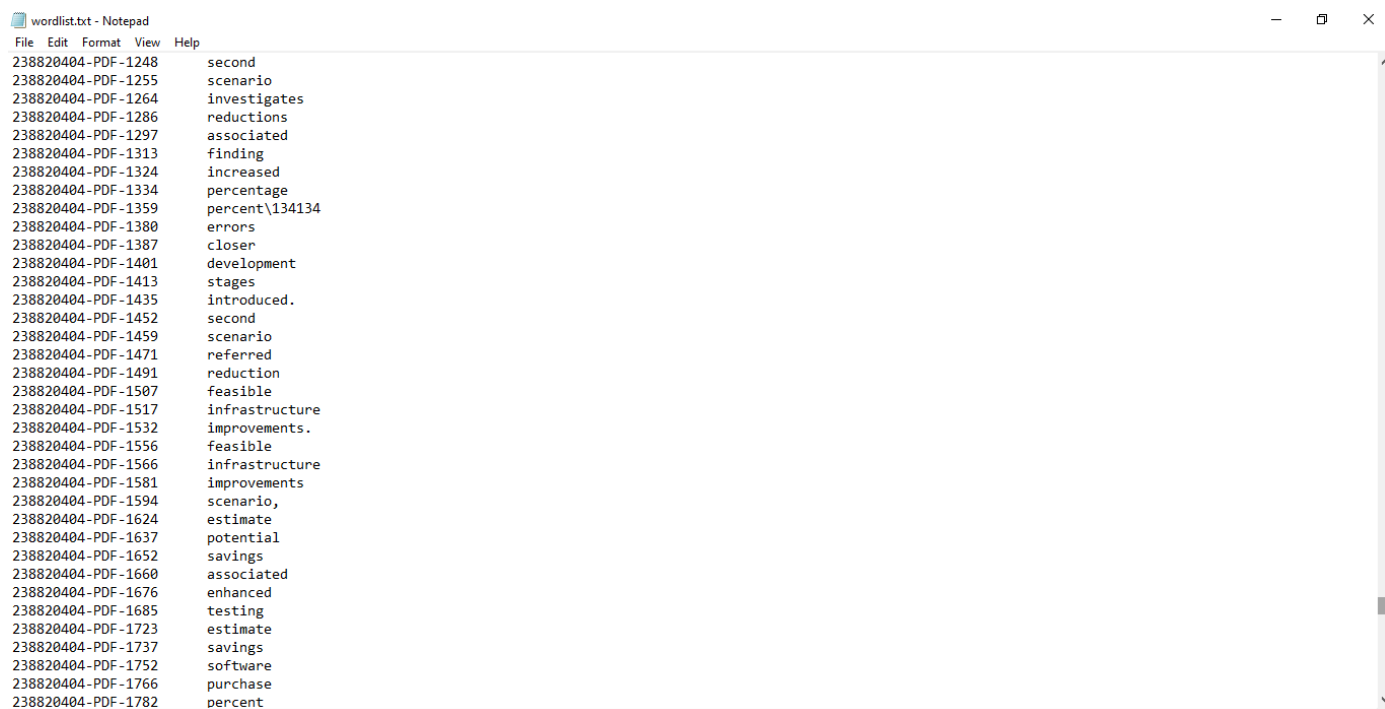 wordlist.txt - Notepad
File Edit Format View Help
238820404-PDF-1248 second
238820404-PDF-1255 scenario
238820404-PDF-1264 investigates
238820404-PDF-1286 reductions
238820404-PDF-1297 associated
238820404-PDF-1313 finding
238820404-PDF-1324 increased
238820404-PDF-1334 percentage
238820404-PDF-1359 percent\134134
238820404-PDF-1380 errors
238820404-PDF-1387 closer
238820404-PDF-1401 development
238820404-PDF-1413 stages
238820404-PDF-1435 introduced.
238820404-PDF-1452 second
238820404-PDF-1459 scenario
238820404-PDF-1471 referred
238820404-PDF-1491 reduction
238820404-PDF-1507 feasible
238820404-PDF-1517 infrastructure
238820404-PDF-1532 improvements.
238820404-PDF-1556 feasible
238820404-PDF-1566 infrastructure
238820404-PDF-1581 improvements
238820404-PDF-1594 scenario,
238820404-PDF-1624 estimate
238820404-PDF-1637 potential
238820404-PDF-1652 savings
238820404-PDF-1660 associated
238820404-PDF-1676 enhanced
238820404-PDF-1685 testing
238820404-PDF-1723 estimate
238820404-PDF-1737 savings
238820404-PDF-1752 software
238820404-PDF-1766 purchase
238820404-PDF-1782 percent